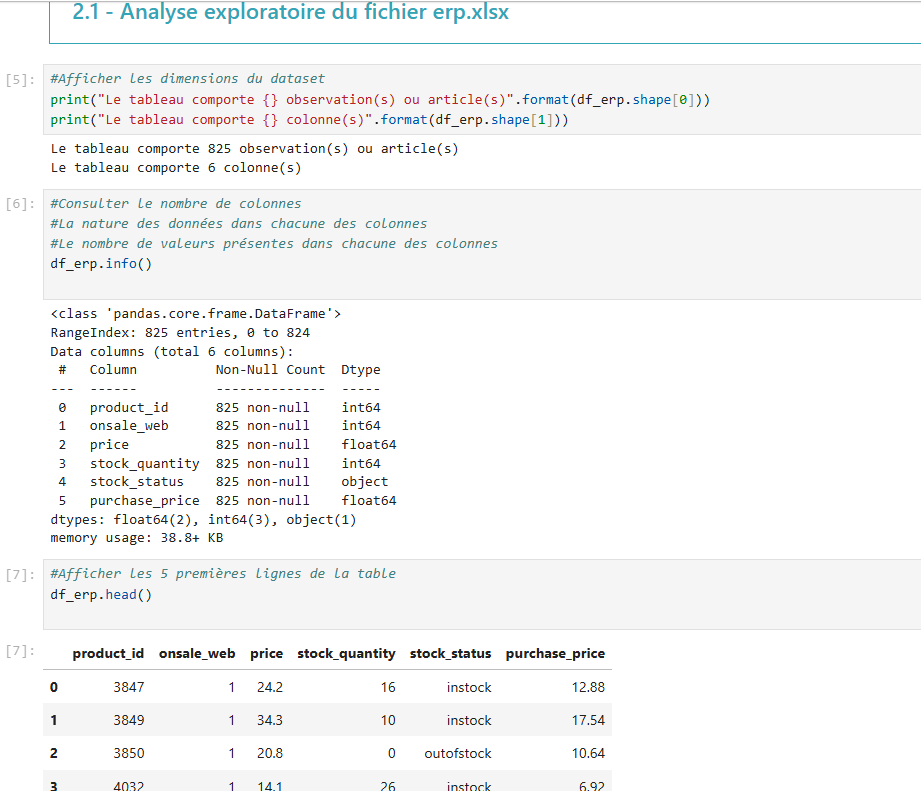 2.1 - Analyse exploratoire du fichier erp.xlsx
[5]: #Afficher les dimensions du dataset
print("Le tableau comporte {} observation(s) ou article(s)".format(df_erp.shape[0]))
print("Le tableau comporte {} colonne(s)".format(df_erp.shape[1]))
Le tableau comporte 825 observation(s) ou article(s)
Le tableau comporte 6 colonne(s)
[6]: #Consulter le nombre de colonnes
#La nature des données dans chacune des colonnes
#Le nombre de valeurs présentes dans chacune des colonnes
df_erp.info()
<class 'pandas.core.frame.DataFrame'>
RangeIndex: 825 entries, 0 to 824
Data columns (total 6 columns):
# Column Non-Null Count Dtype
--- ------ -------------- -----
0 product_id 825 non-null int64
1 onsale_web 825 non-null int64
2 price 825 non-null float64
3 stock_quantity 825 non-null int64
4 stock_status 825 non-null object
5 purchase_price 825 non-null float64
dtypes: float64(2), int64(3), object(1)
memory usage: 38.8+ KB
[7]: #Afficher les 5 premières lignes de la table
df_erp.head()
[7]: product_id onsale_web price stock_quantity stock_status purchase_price
0 3847 1 24.2 16 instock 12.88
1 3849 1 34.3 10 instock 17.54
2 3850 1 20.8 0 outofstock 10.64
3 4032 1 14.1 26 instock 6.92